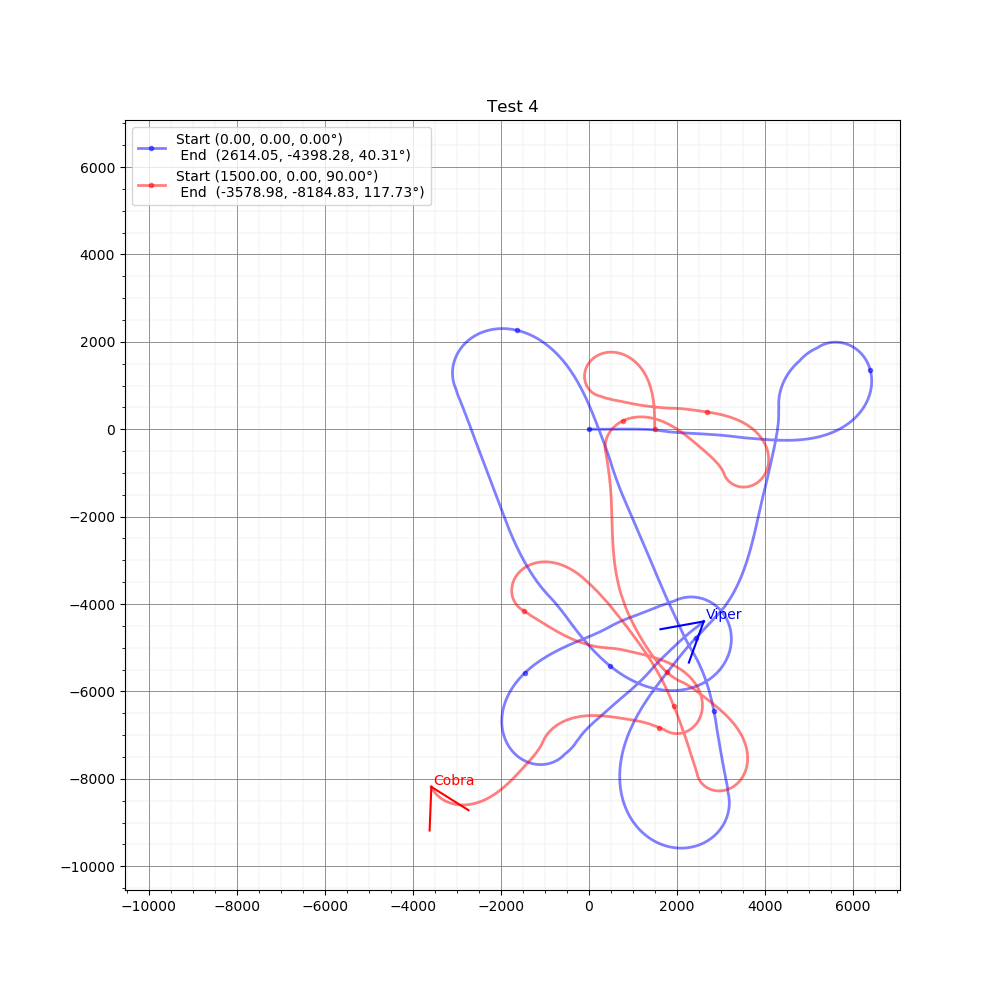 Test 4
Start (0.00, 0.00, 0.00°)
End (2614.05, -4398.28, 40.31°)
Start (1500.00, 0.00, 90.00°)
End (-3578.98, -8184.83, 117.73°)
6000
4000
2000
0
−2000
−4000
−6000
−8000
−10000
Viper
Cobra
−10000 −8000 −6000 −4000 −2000 0 2000 4000 6000